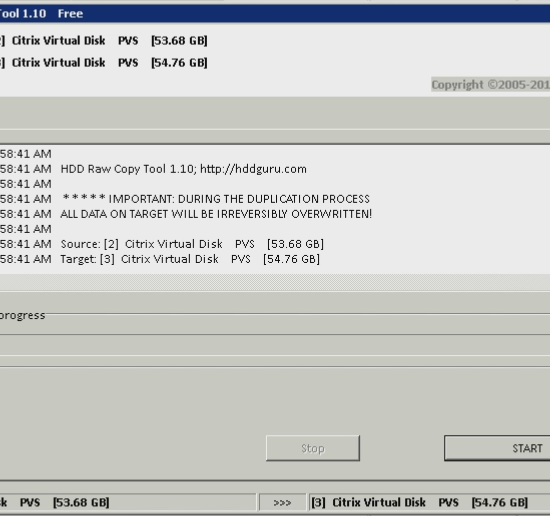 Tool 1.10 Free
] Citrix Virtual Disk PVS [53.68 GB]
] Citrix Virtual Disk PVS [54.76 GB]
Copyright ©2005-201
58:41 AM
58:41 AM HDD Raw Copy Tool 1.10; http://hddguru.com
58:41 AM
58:41 AM ***** IMPORTANT: DURING THE DUPLICATION PROCESS
58:41 AM ALL DATA ON TARGET WILL BE IRREVERSIBLY OVERWRITTEN!
58:41 AM
58:41 AM Source: [2] Citrix Virtual Disk PVS [53.68 GB]
58:41 AM Target: [3] Citrix Virtual Disk PVS [54.76 GB]
progress
Stop START
sk PVS [53.68 GB] >>> [3] Citrix Virtual Disk PVS [54.76 GB]